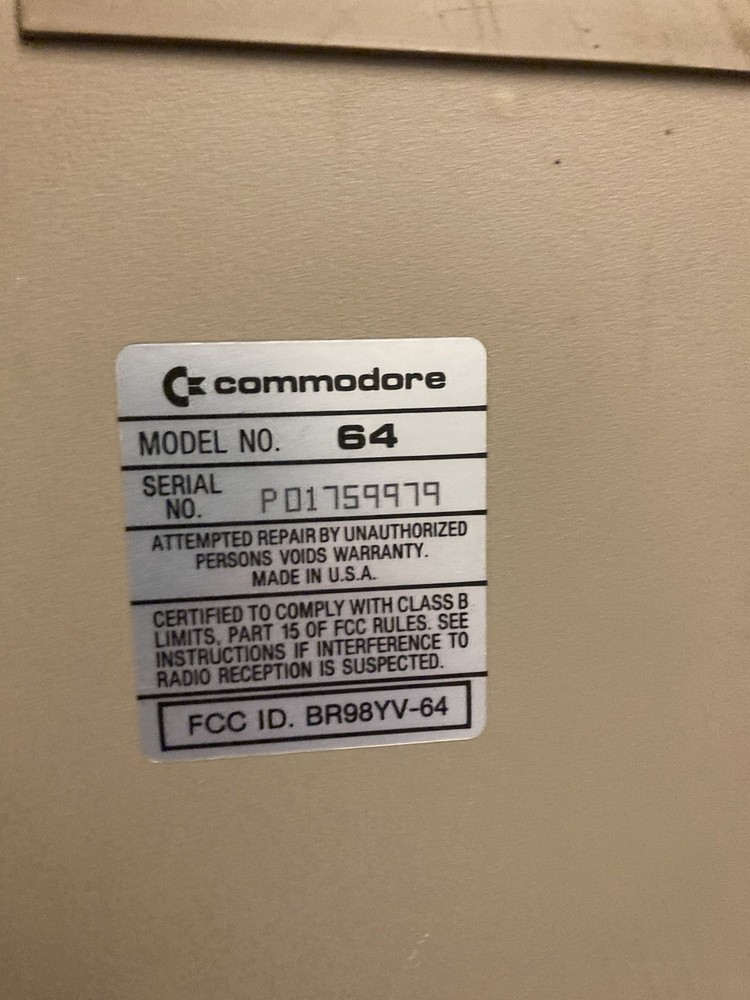 commodore
MODEL NO. 64
SERIAL NO. P01759979
ATTEMPTED REPAIR BY UNAUTHORIZED
PERSONS VOIDS WARRANTY.
MADE IN U.S.A.
CERTIFIED TO COMPLY WITH CLASS B
LIMITS, PART 15 OF FCC RULES. SEE
INSTRUCTIONS IF INTERFERENCE TO
RADIO RECEPTION IS SUSPECTED.
FCC ID. BR98YV-64